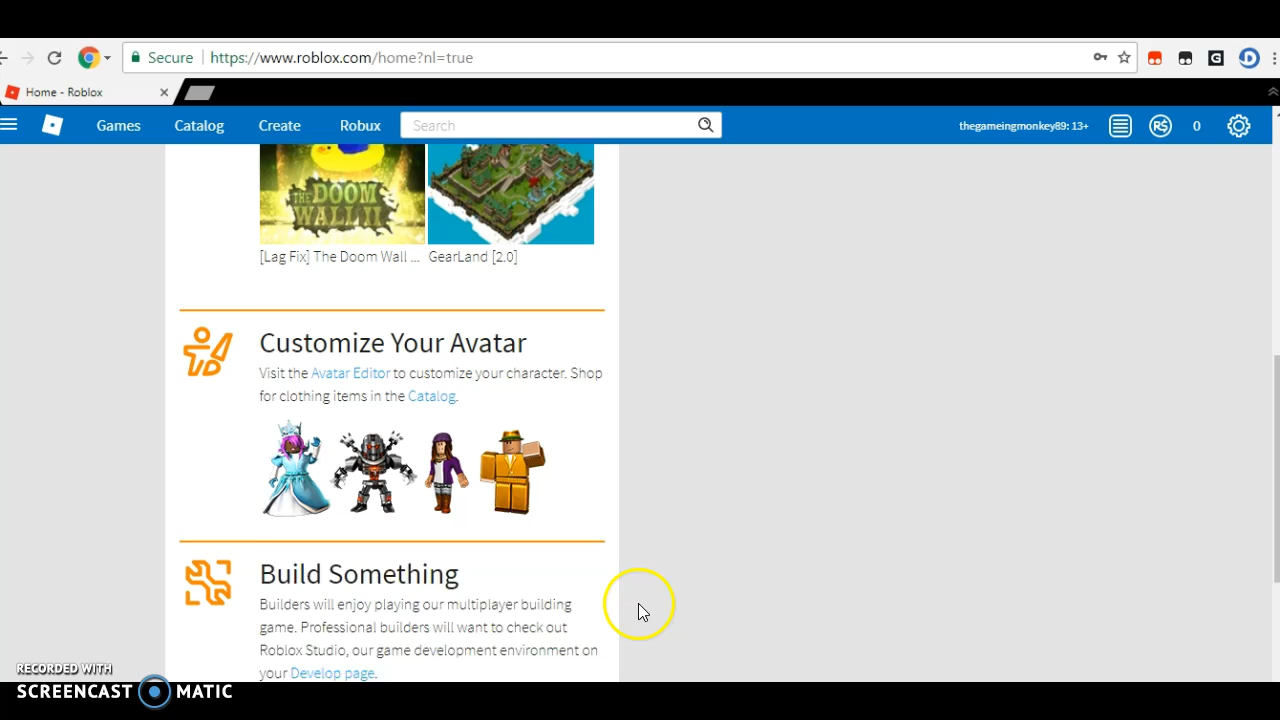 Secure https://www.roblox.com/home?nl=true
Home - Roblox
Games Catalog Create Robux Search thegameingmonkey89: 13+ R$ 0
THE DOOM WALL II
[Lag Fix] The Doom Wall ... GearLand [2.0]
Customize Your Avatar
Visit the Avatar Editor to customize your character. Shop
for clothing items in the Catalog.
Build Something
Builders will enjoy playing our multiplayer building
game. Professional builders will want to check out
Roblox Studio, our game development environment on
your Develop page.
RECORDED WITH
SCREENCAST MATIC